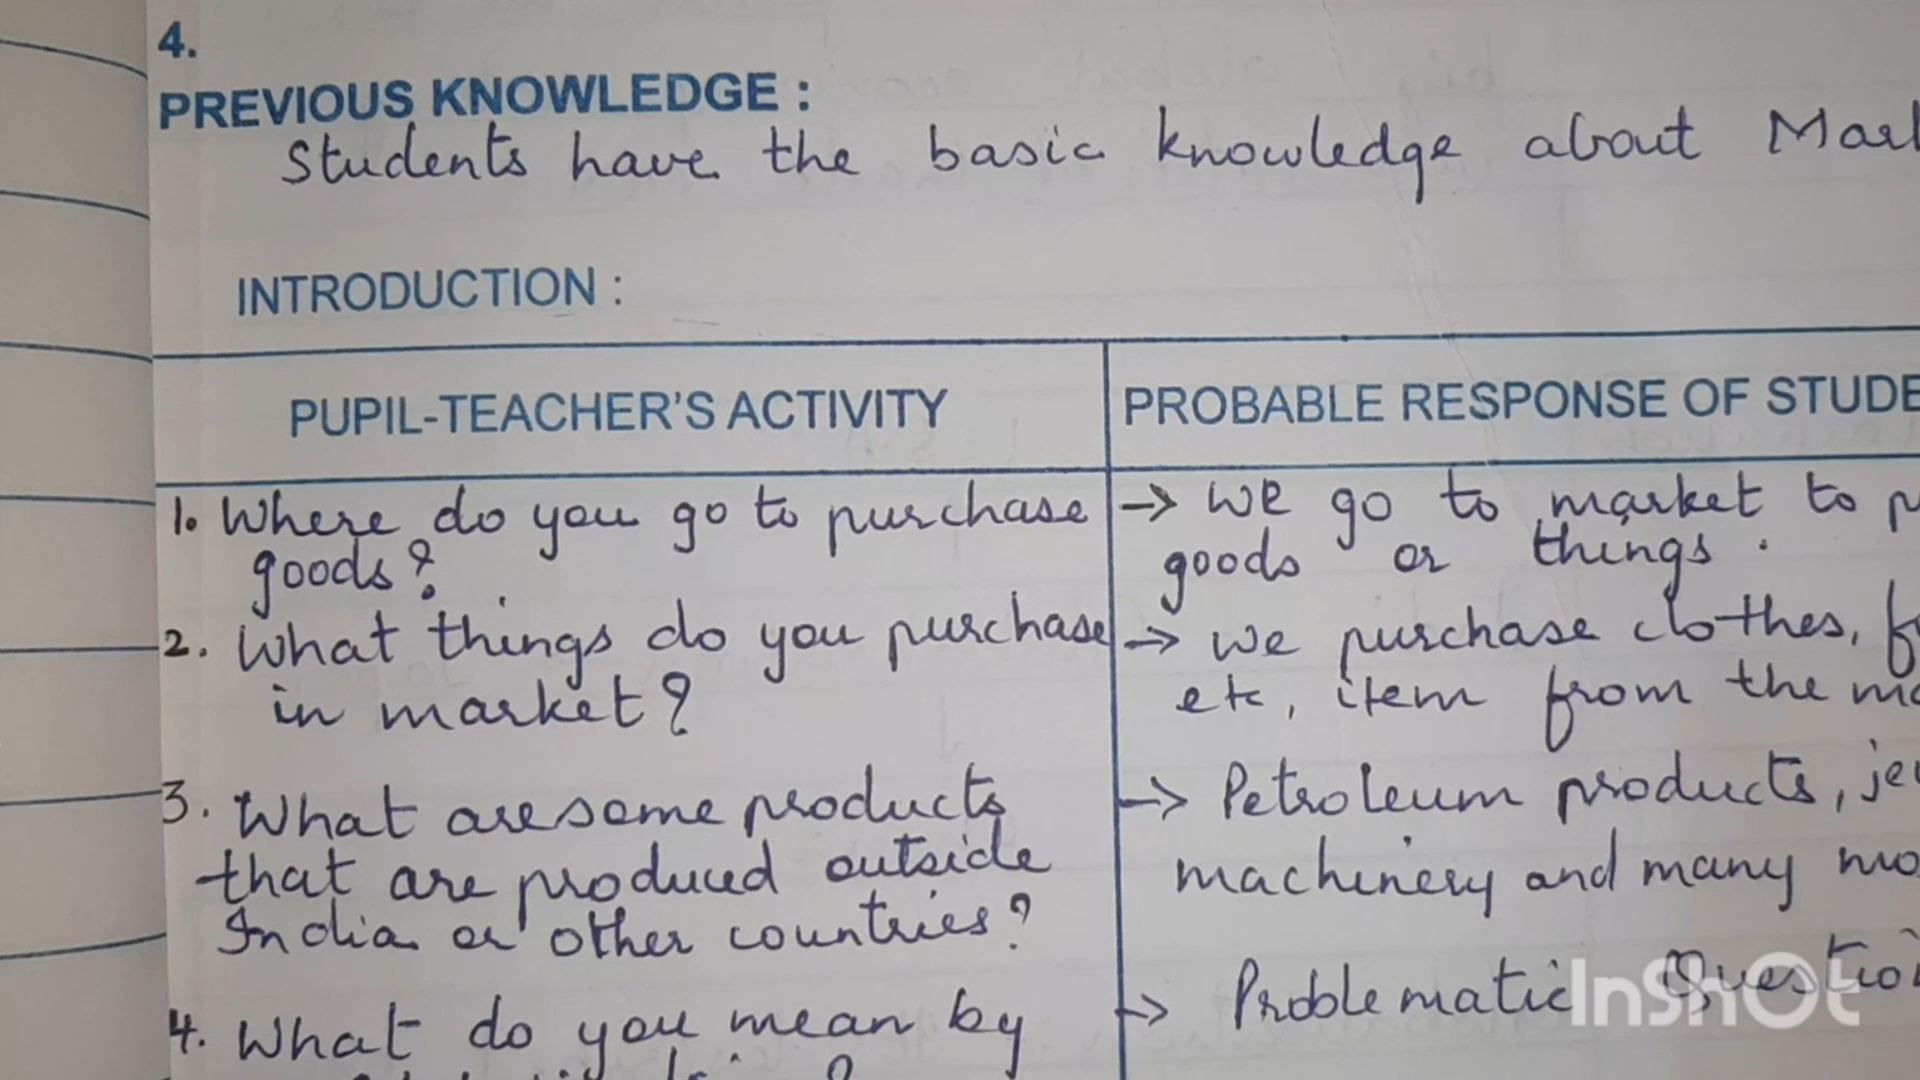 4.
PREVIOUS KNOWLEDGE :
Students have the basic knowledge about
INTRODUCTION :
PUPIL-TEACHER'S ACTIVITY
PROBABLE RESPONSE OF
1. Where do you go to purchase
goods?
2. What things do you purchase
in market?
3. What are some products
that are produced outside
India or other countries?
4. What do you mean by
→ we go to market to
goods or things.
→ we purchase clothes,
etc, item from the
→ Petroleum products,
machinery and many
→ Problematic
InShOt